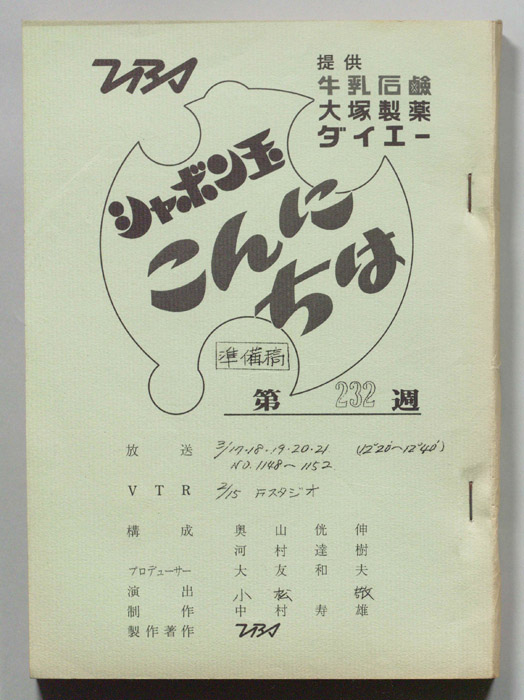 TBS
提供
牛乳石鹸
大塚製薬
ダイエー
シャボン玉
こんにちは
準備稿
第 232 週
放送 3/17・18・19・20・21 (12°20'~12°40')
NO.1148~1152
VTR 2/15 Fスタジオ
構成 奥山侊伸
河村達樹
プロデューサー 大友和夫
演出 小松敬
制作 中村寿雄
製作著作 TBS